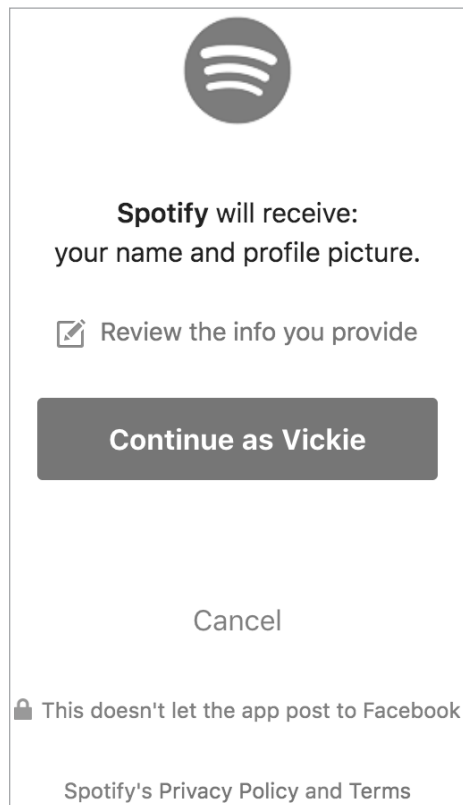 Spotify will receive:
your name and profile picture.
Review the info you provide
Continue as Vickie
Cancel
This doesn't let the app post to Facebook
Spotify's Privacy Policy and Terms